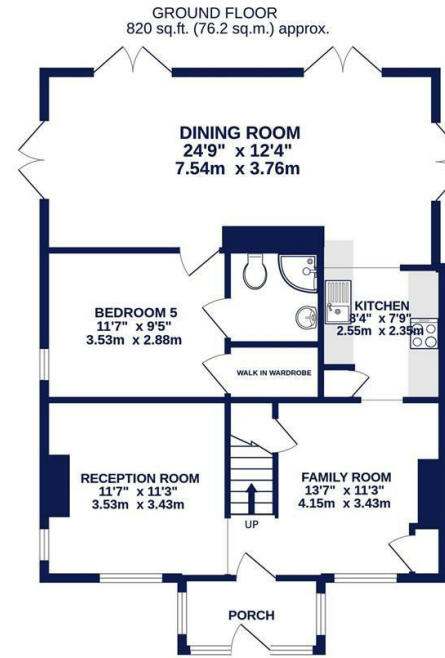 GROUND FLOOR
820 sq.ft. (76.2 sq.m.) approx.
DINING ROOM
24'9" x 12'4"
7.54m x 3.76m
BEDROOM 5
11'7" x 9'5"
3.53m x 2.88m
KITCHEN
8'4" x 7'9"
2.55m x 2.35m
WALK IN WARDROBE
RECEPTION ROOM
11'7" x 11'3"
3.53m x 3.43m
FAMILY ROOM
13'7" x 11'3"
4.15m x 3.43m
UP
PORCH